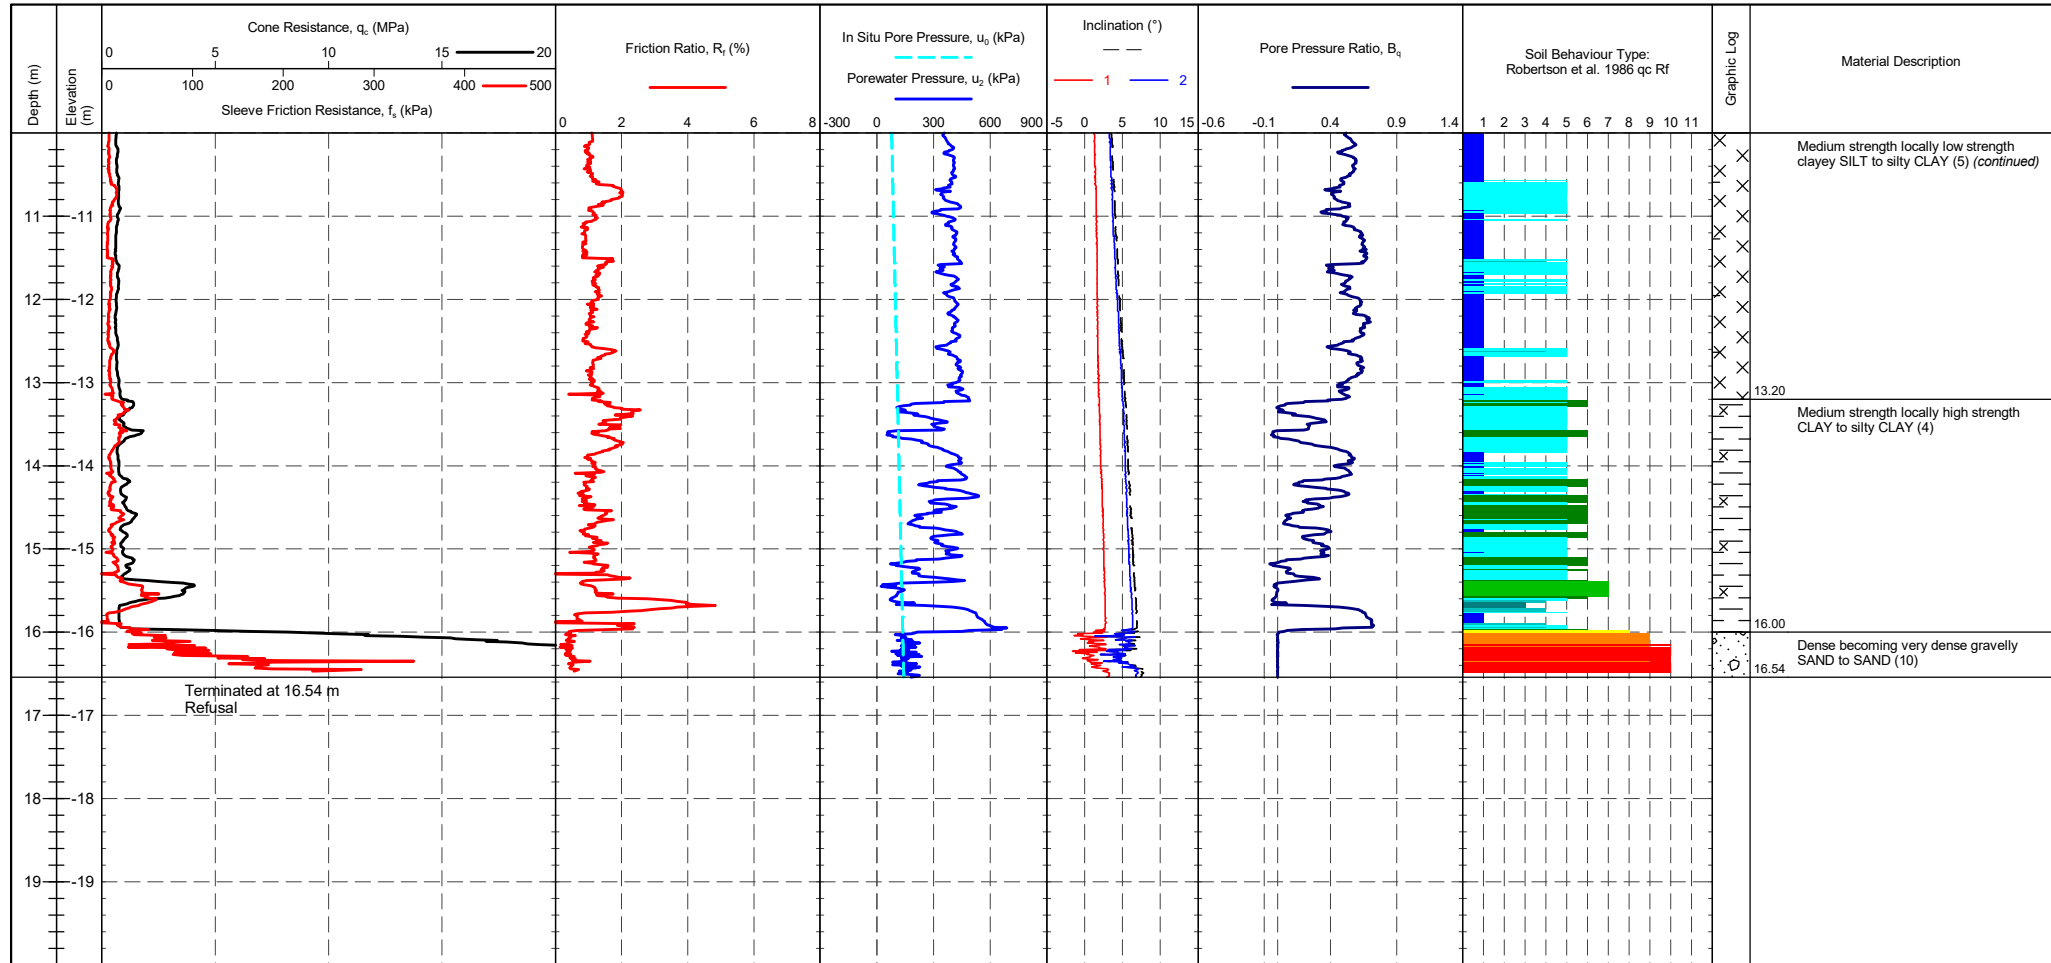 Depth (m)
Elevation
(m)
Cone Resistance, qc (MPa)
0 5 10 15 20
0 100 200 300 400 500
Sleeve Friction Resistance, fs (kPa)
Friction Ratio, Rf (%)
0 2 4 6 8
In Situ Pore Pressure, u0 (kPa)
Porewater Pressure, u2 (kPa)
-300 0 300 600 900
Inclination (°)
1 2
-5 0 5 10 15
Pore Pressure Ratio, Bq
-0.6 -0.1 0.4 0.9 1.4
Soil Behaviour Type:
Robertson et al. 1986 qc Rf
1 2 3 4 5 6 7 8 9 10 11
Graphic Log
Material Description
Medium strength locally low strength
clayey SILT to silty CLAY (5) (continued)
11 -11
12 -12
13 -13
13.20
Medium strength locally high strength
CLAY to silty CLAY (4)
14 -14
15 -15
16 -16
16.00
Dense becoming very dense gravelly
SAND to SAND (10)
16.54
Terminated at 16.54 m
Refusal
17 -17
18 -18
19 -19